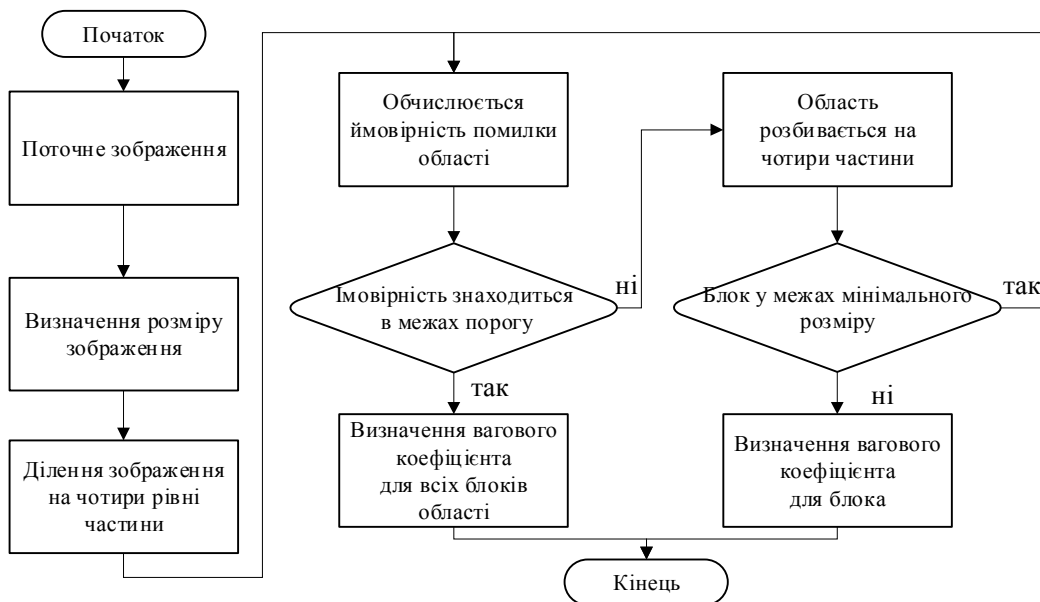 Початок
Поточне зображення
Визначення розміру
зображення
Ділення зображення
на чотири рівні
частини
Обчислюється
ймовірність помилки
області
Імовірність знаходиться
в межах порогу
ні
так
Визначення вагового
коефіцієнта
для всіх блоків
області
Область
розбивається на
чотири частини
Блок у межах мінімального
розміру
так
ні
Визначення вагового
коефіцієнта
для блока
Кінець